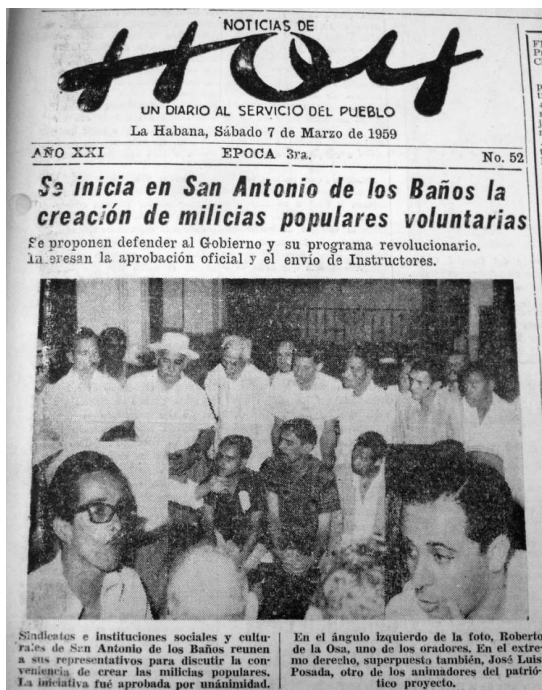 NOTICIAS DE
HOY
UN DIARIO AL SERVICIO DEL PUEBLO
La Habana, Sábado 7 de Marzo de 1959
AÑO XXI EPOCA 3ra. No. 52
Se inicia en San Antonio de los Baños la
creación de milicias populares voluntarias
Se proponen defender al Gobierno y su programa revolucionario.
Interesan la aprobación oficial y el envío de Instructores.
Sindicatos e instituciones sociales y cultu-
rales de San Antonio de los Baños reunen
a sus representativos para discutir la con-
veniencia de crear las milicias populares.
La iniciativa fué aprobada por unánimidad.
En el ángulo izquierdo de la foto, Roberto
de la Osa, uno de los oradores. En el extre-
mo derecho, superpuesto también, José Luis
Posada, otro de los animadores del patrió-
tico proyecto.